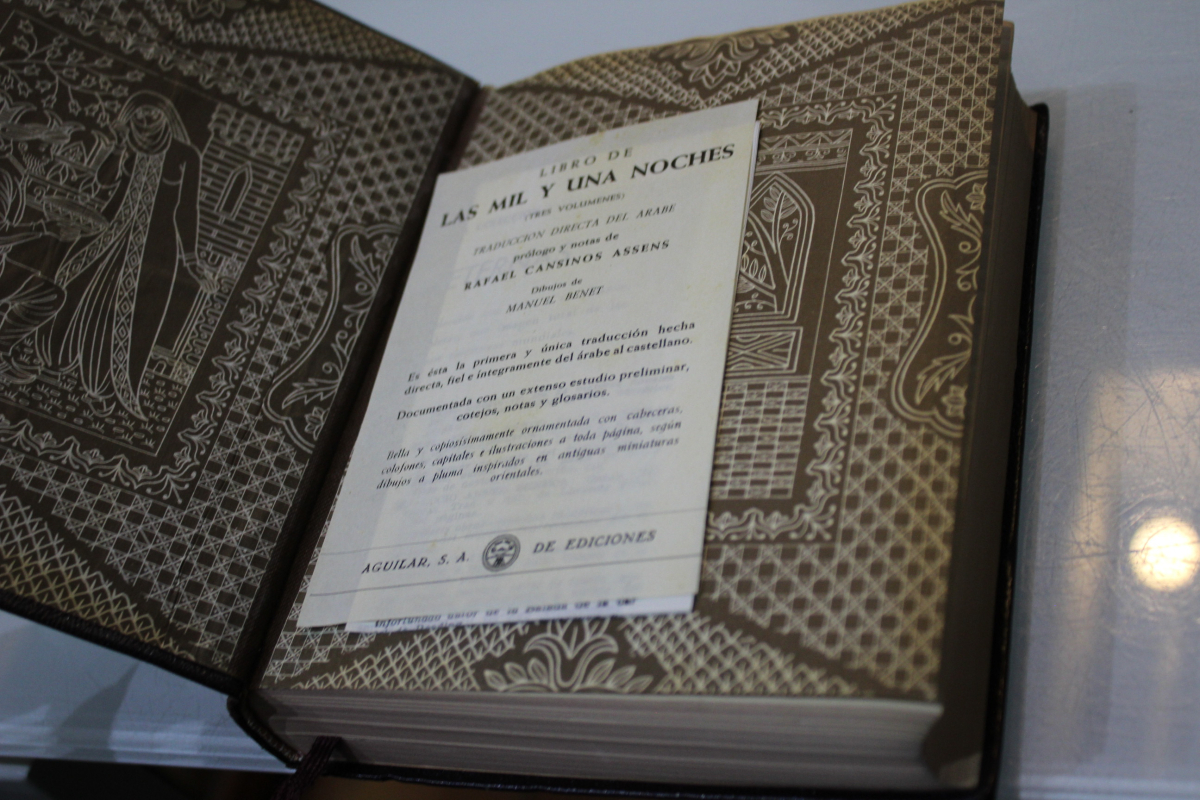 LIBRO DE
LAS MIL Y UNA NOCHES
(TRES VOLUMENES)
TRADUCCION DIRECTA DEL ARABE
prólogo y notas de
RAFAEL CANSINOS ASSENS
Dibujos de
MANUEL BENET
Es ésta la primera y única traducción hecha
directa, fiel e íntegramente del árabe al castellano.
Documentada con un extenso estudio preliminar,
cotejos, notas y glosarios.
Bella y copiosísimamente ornamentada con cabeceras,
colofones, capitales e ilustraciones a toda página, según
dibujos a pluma inspirados en antiguas miniaturas
orientales.
AGUILAR, S. A. DE EDICIONES